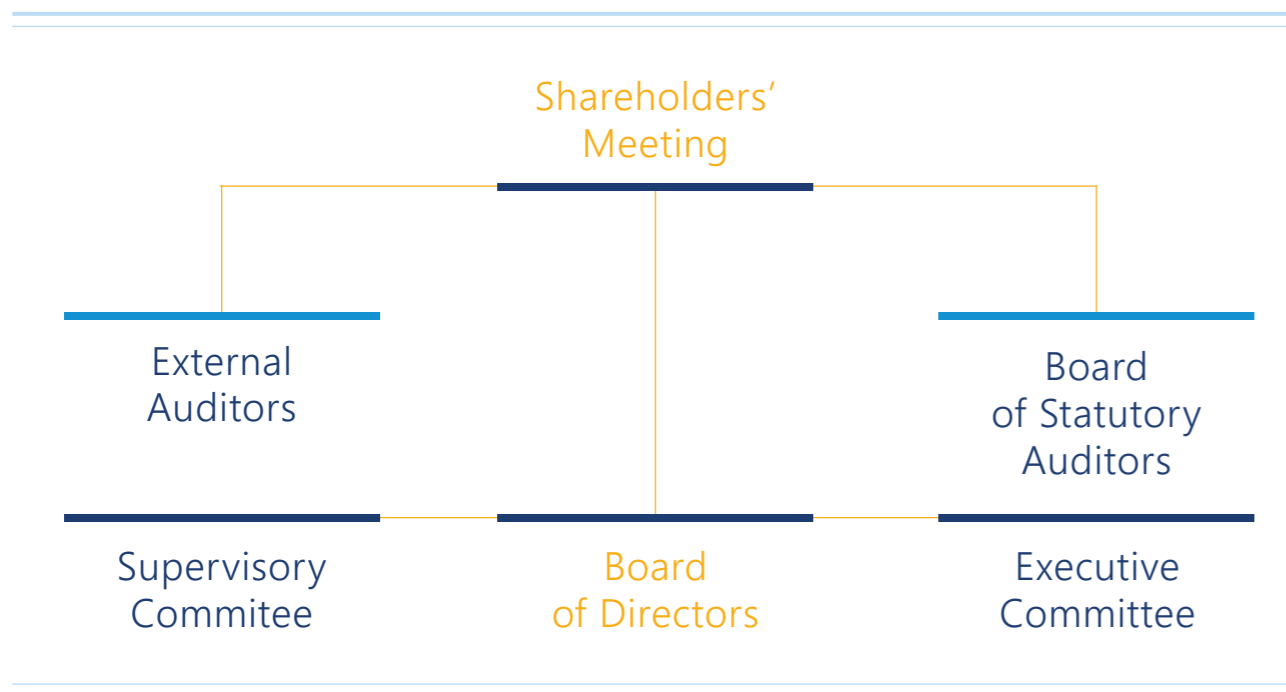 Shareholders’
Meeting
External
Auditors
Board
of Statutory
Auditors
Supervisory
Commitee
Board
of Directors
Executive
Committee